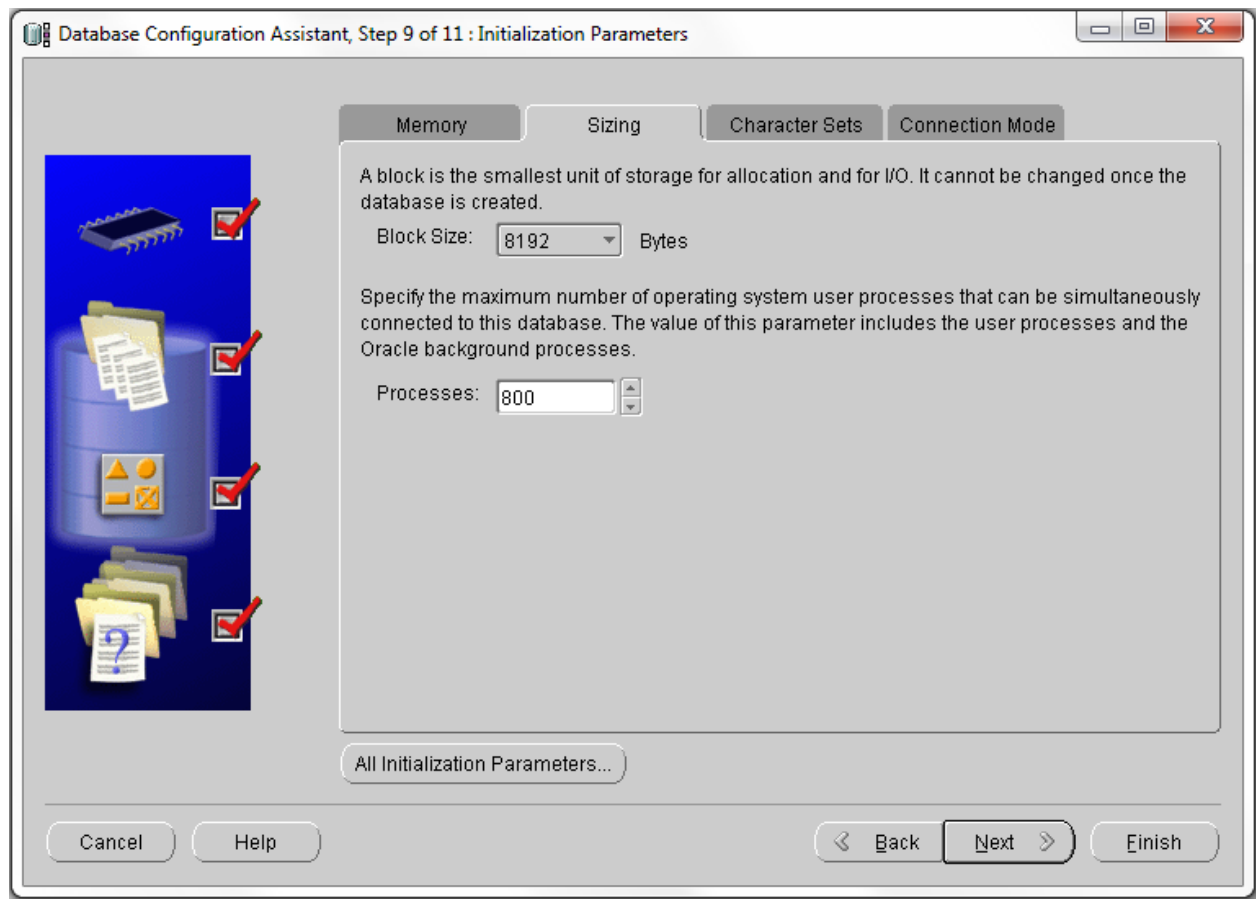 Database Configuration Assistant, Step 9 of 11 : Initialization Parameters
Memory Sizing Character Sets Connection Mode
A block is the smallest unit of storage for allocation and for I/O. It cannot be changed once the
database is created.
Block Size: 8192 Bytes
Specify the maximum number of operating system user processes that can be simultaneously
connected to this database. The value of this parameter includes the user processes and the
Oracle background processes.
Processes: 800
?
All Initialization Parameters...
Cancel Help Back Next Finish